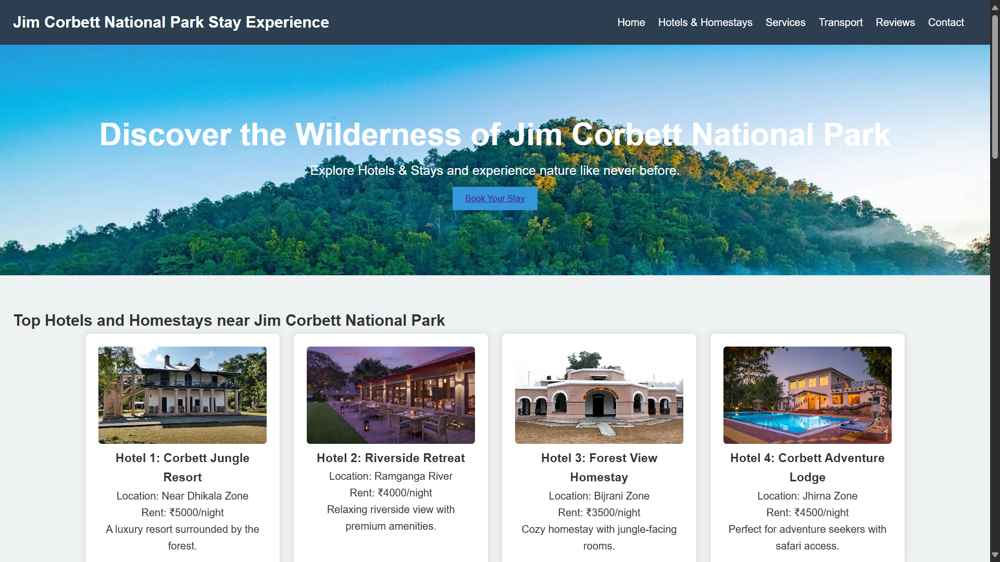 Jim Corbett National Park Stay Experience
Home Hotels & Homestays Services Transport Reviews Contact
Discover the Wilderness of Jim Corbett National Park
Explore Hotels & Stays and experience nature like never before.
Book Your Stay
Top Hotels and Homestays near Jim Corbett National Park
Hotel 1: Corbett Jungle
Resort
Location: Near Dhikala Zone
Rent: ₹5000/night
A luxury resort surrounded by the
forest.
Hotel 2: Riverside Retreat
Location: Ramganga River
Rent: ₹4000/night
Relaxing riverside view with
premium amenities.
Hotel 3: Forest View
Homestay
Location: Bijrani Zone
Rent: ₹3500/night
Cozy homestay with jungle-facing
rooms.
Hotel 4: Corbett Adventure
Lodge
Location: Jhirna Zone
Rent: ₹4500/night
Perfect for adventure seekers with
safari access.